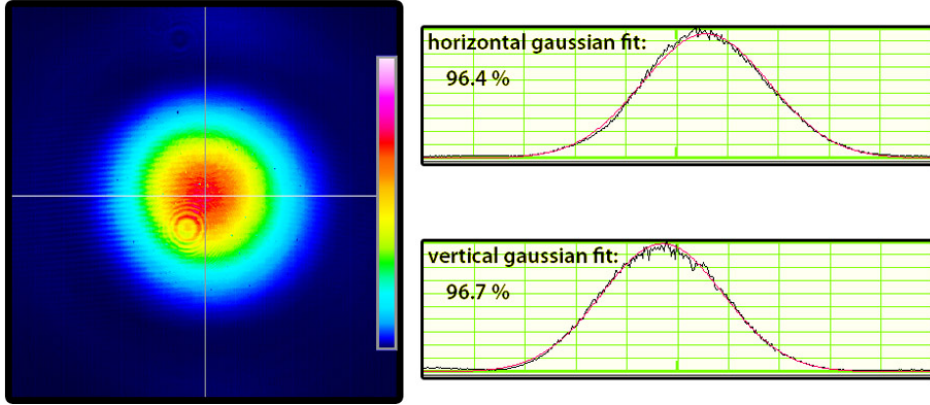 horizontal gaussian fit:
96.4 %
vertical gaussian fit:
96.7 %